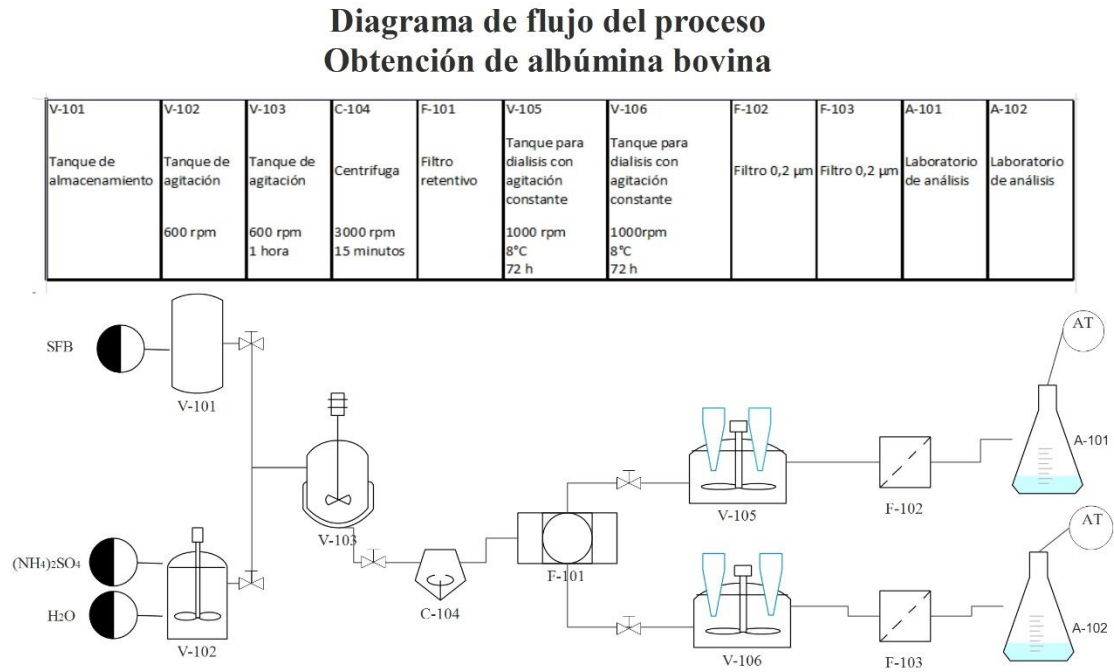 Diagrama de flujo del proceso
Obtención de albúmina bovina
V-101
Tanque de
almacenamiento
V-102
Tanque de
agitación
600 rpm
V-103
Tanque de
agitación
600 rpm
1 hora
C-104
Centrifuga
3000 rpm
15 minutos
F-101
Filtro
retentivo
V-105
Tanque para
dialisis con
agitación
constante
1000 rpm
8°C
72 h
V-106
Tanque para
dialisis con
agitación
constante
1000rpm
8°C
72 h
F-102
Filtro 0,2 µm
F-103
Filtro 0,2 µm
A-101
Laboratorio
de análisis
A-102
Laboratorio
de análisis
SFB
V-101
(NH4)2SO4
H2O
V-102
V-103
C-104
F-101
V-105
F-102
AT
A-101
V-106
F-103
AT
A-102